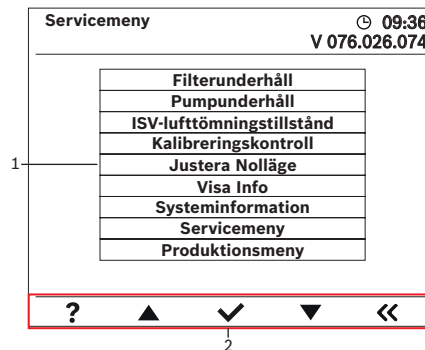 Servicemeny 09:36
V 076.026.074
Filterunderhåll
Pumpunderhåll
ISV-lufttömningstillstånd
Kalibreringskontroll
1 Justera Nolläge
Visa Info
Systeminformation
Servicemeny
Produktionsmeny
?
2